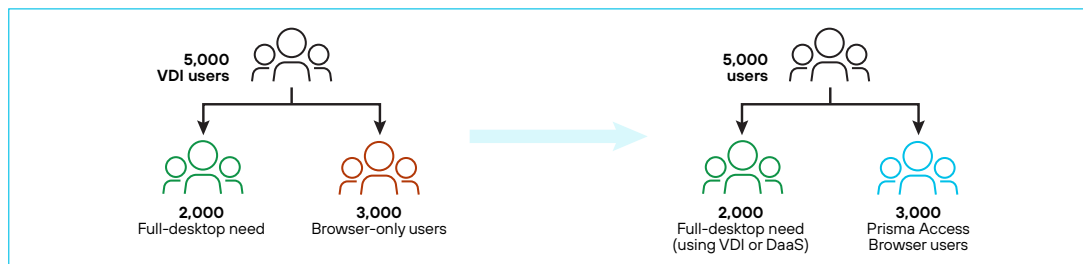 5,000
VDI users
2,000
Full-desktop need
3,000
Browser-only users
5,000
users
2,000
Full-desktop need
(using VDI or DaaS)
3,000
Prisma Access
Browser users